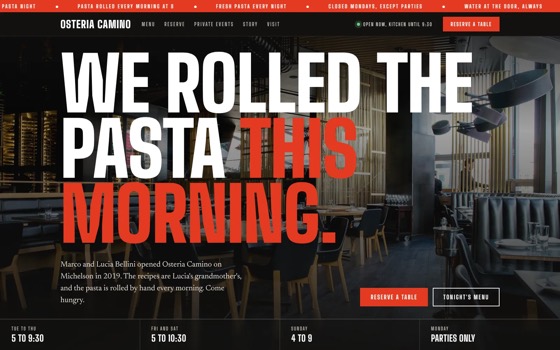 PASTA NIGHT • PASTA ROLLED EVERY MORNING AT 8 • FRESH PASTA EVERY NIGHT • CLOSED MONDAYS, EXCEPT PARTIES • WATER AT THE DOOR, ALWAYS
OSTERIA CAMINO MENU RESERVE PRIVATE EVENTS STORY VISIT OPEN NOW, KITCHEN UNTIL 9:30 RESERVE A TABLE
WE ROLLED THE
PASTA THIS
MORNING.
Marco and Lucia Bellini opened Osteria Camino on
Michelson in 2019. The recipes are Lucia's grandmother's,
and the pasta is rolled by hand every morning. Come
hungry.
RESERVE A TABLE TONIGHT'S MENU
TUE TO THU FRI AND SAT SUNDAY MONDAY
5 TO 9:30 5 TO 10:30 4 TO 9 PARTIES ONLY